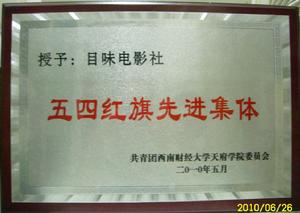 授予：目味电影社
五四红旗先进集体
共青团西南财经大学天府学院委员会
二〇一〇年五月
2010/06/26